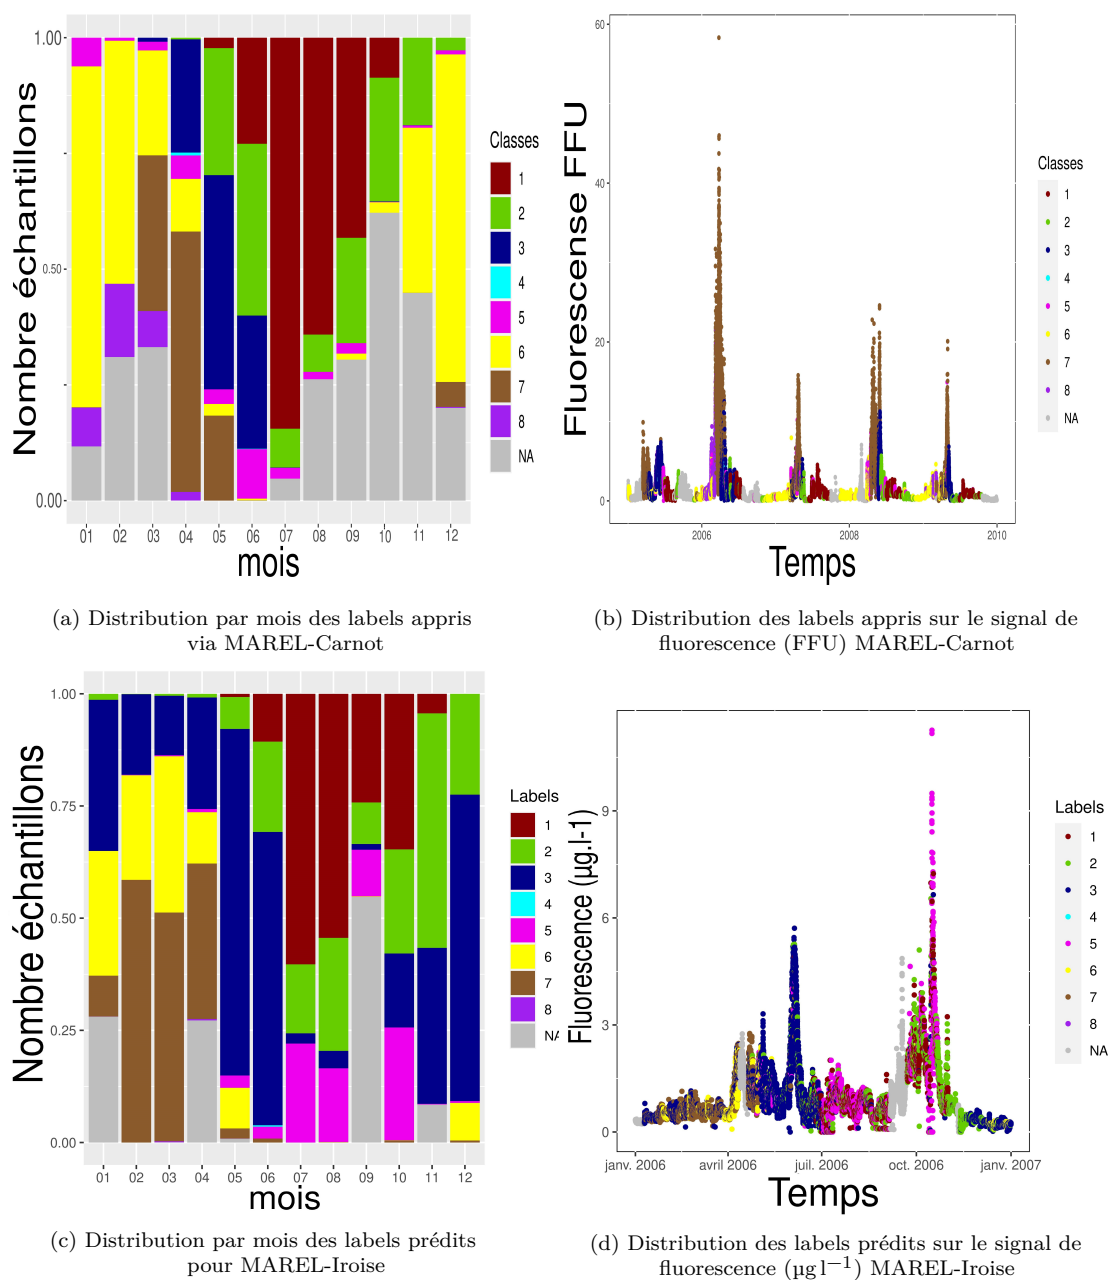 1.00
0.50
0.00
Nombre échantillons
01 02 03 04 05 06 07 08 09 10 11 12
mois
Classes
1
2
3
4
5
6
7
8
NA
(a) Distribution par mois des labels appris
via MAREL-Carnot
60
40
20
0
Fluorescense FFU
2006 2008 2010
Temps
Classes
1
2
3
4
5
6
7
8
NA
(b) Distribution des labels appris sur le signal de
fluorescence (FFU) MAREL-Carnot
1.00
0.75
0.50
0.25
0.00
Nombre échantillons
01 02 03 04 05 06 07 08 09 10 11 12
mois
Labels
1
2
3
4
5
6
7
8
NA
(c) Distribution par mois des labels prédits
pour MAREL-Iroise
9
6
3
0
Fluorescence (µg.l-1)
janv. 2006 avril 2006 juil. 2006 oct. 2006 janv. 2007
Temps
Labels
1
2
3
4
5
6
7
8
NA
(d) Distribution des labels prédits sur le signal de
fluorescence (µg l⁻¹) MAREL-Iroise